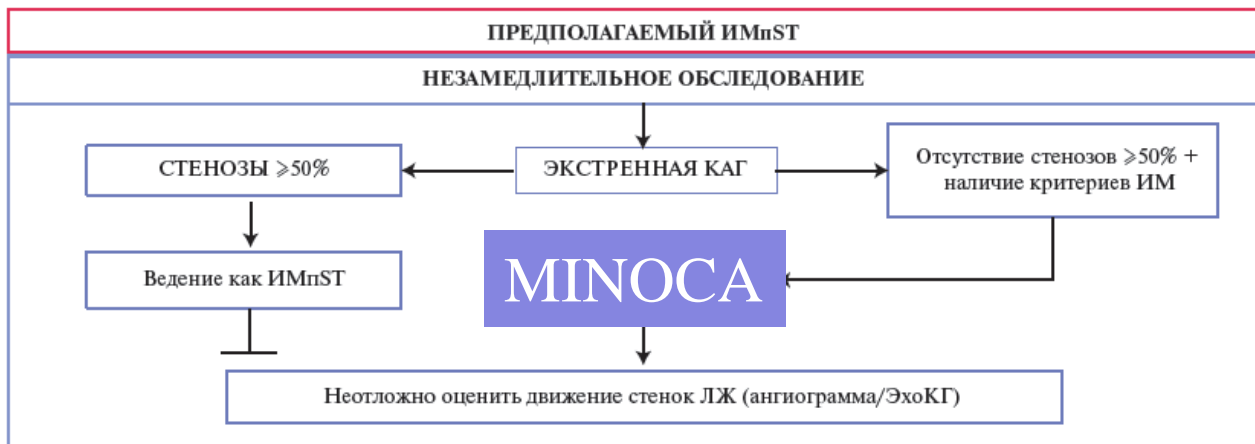 ПРЕДПОЛАГАЕМЫЙ ИМпST
НЕЗАМЕДЛИТЕЛЬНОЕ ОБСЛЕДОВАНИЕ
СТЕНОЗЫ ⩾50%
ЭКСТРЕННАЯ КАГ
Отсутствие стенозов ⩾50% +
наличие критериев ИМ
Ведение как ИМпST
MINOCA
Неотложно оценить движение стенок ЛЖ (ангиограмма/ЭхоКГ)